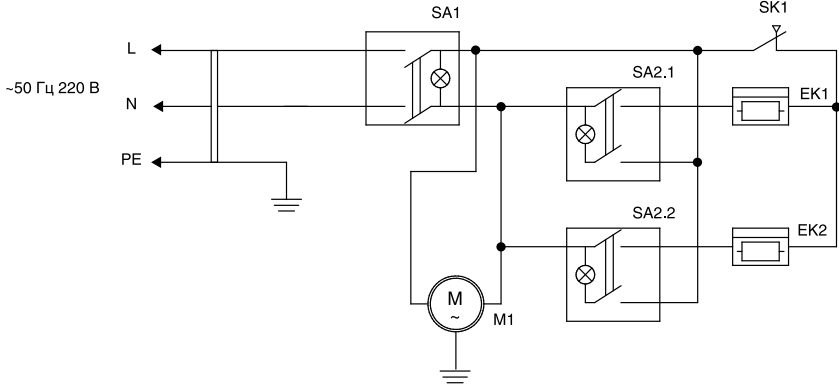 SA1
SK1
L
SA2.1
~50 Гц 220 В
N
EK1
PE
SA2.2
EK2
M
~
M1